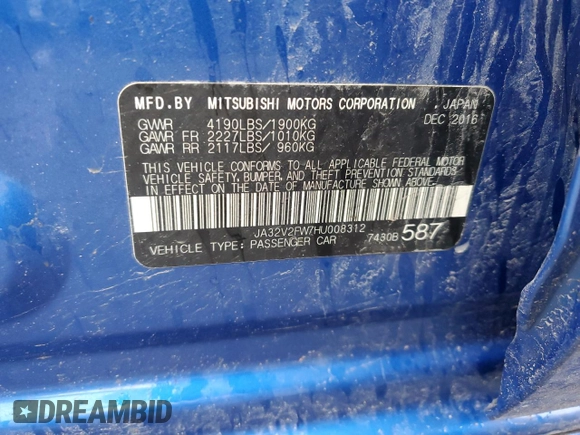 MFD.BY MITSUBISHI MOTORS CORPORATION , JAPAN
DEC 2016
GVWR 4190LBS/1900KG
GAWR FR 2227LBS/1010KG
GAWR RR 2117LBS/ 960KG
THIS VEHICLE CONFORMS TO ALL APPLICABLE FEDERAL MOTOR
VEHICLE SAFETY, BUMPER, AND THEFT PREVENTION STANDARDS
IN EFFECT ON THE DATE OF MANUFACTURE SHOWN ABOVE.
JA32V2FW7HU008312
VEHICLE TYPE: PASSENGER CAR 7430B 587
DREAMBID